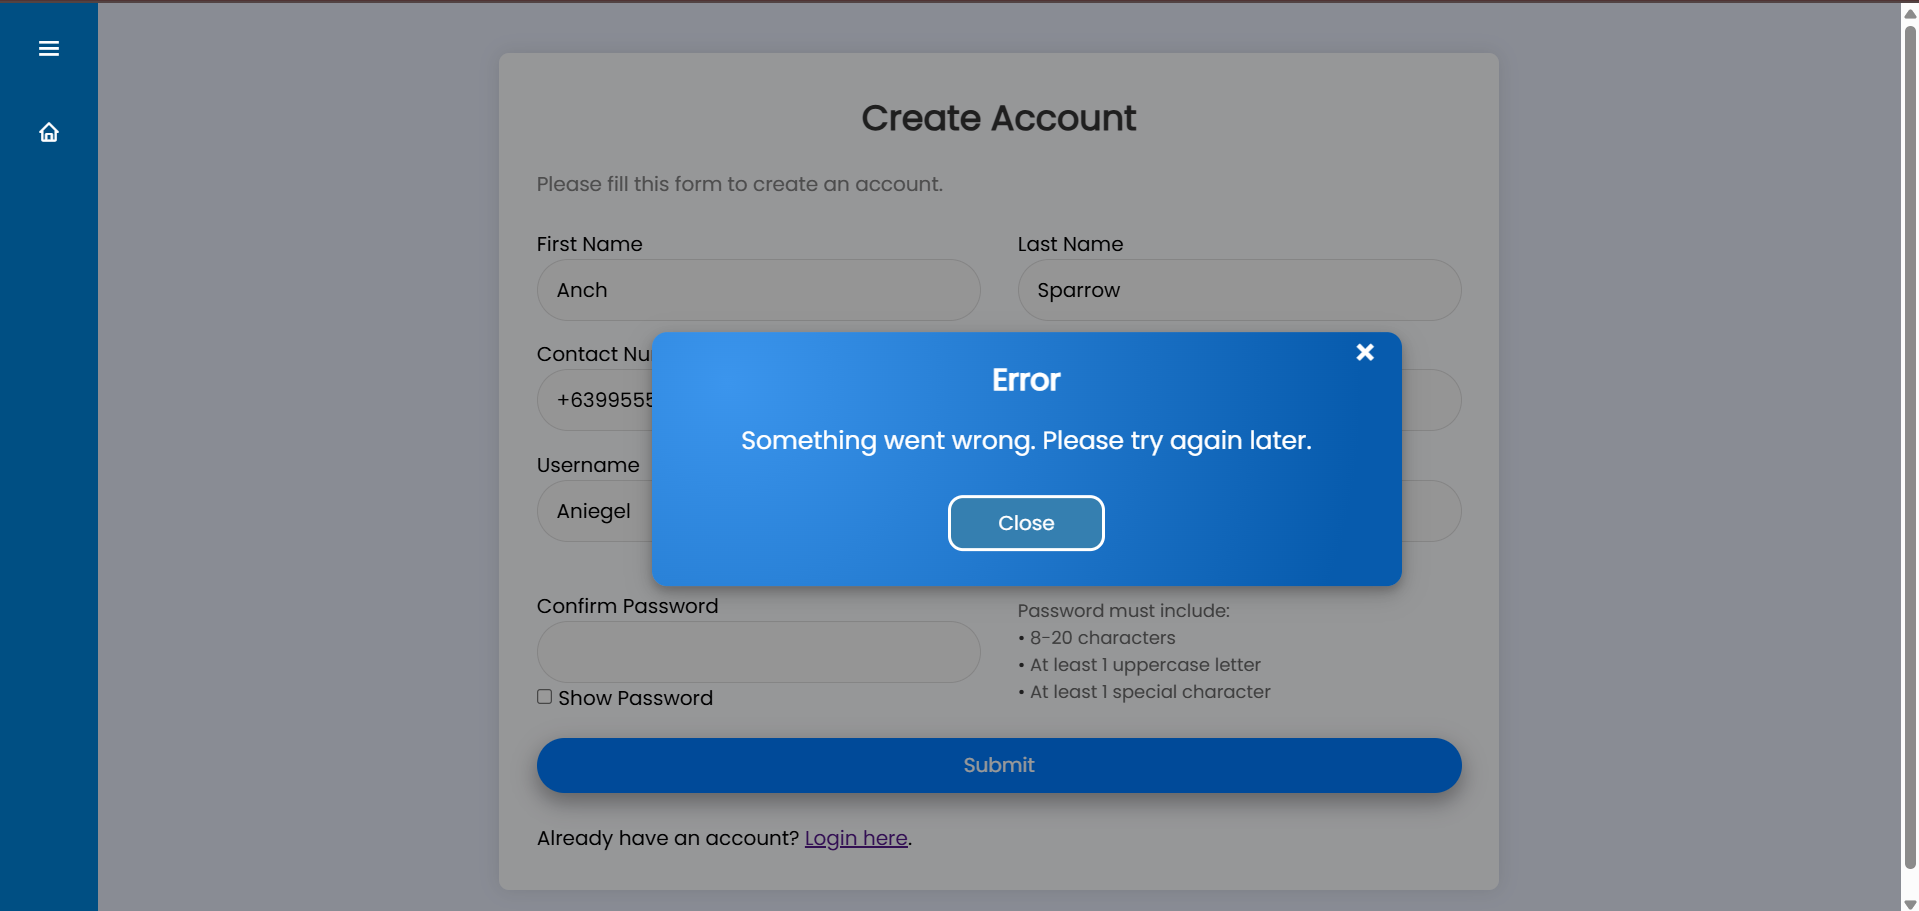 Create Account
Please fill this form to create an account.
First Name
Last Name
Anch
Sparrow
Contact
+6399555
Username
Aniegel
Error
Something went wrong. Please try again later.
Close
Confirm Password
Show Password
Password must include:
• 8-20 characters
• At least 1 uppercase letter
• At least 1 special character
Submit
Already have an account? Login here.